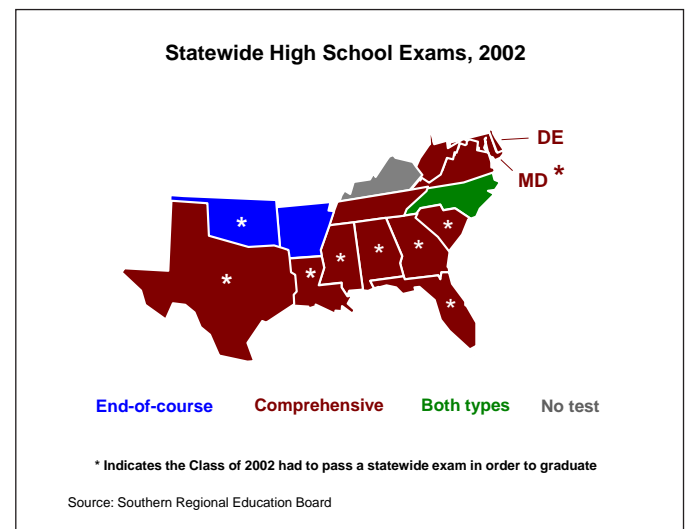 Statewide High School Exams, 2002
DE
MD *
*
*
*
*
*
*
*
*
End-of-course Comprehensive Both types No test
* Indicates the Class of 2002 had to pass a statewide exam in order to graduate
Source: Southern Regional Education Board